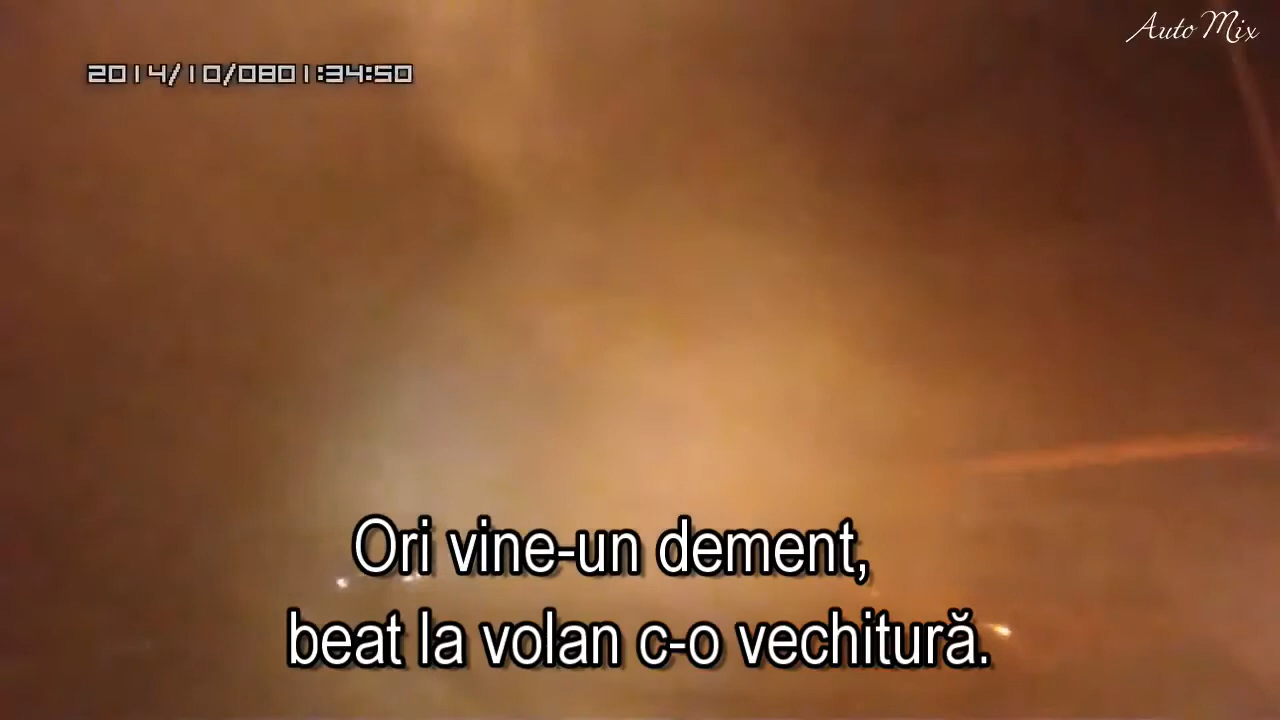 Auto Mix
2014/10/0801:34:50
Ori vine-un dement,
beat la volan c-o vechitură.